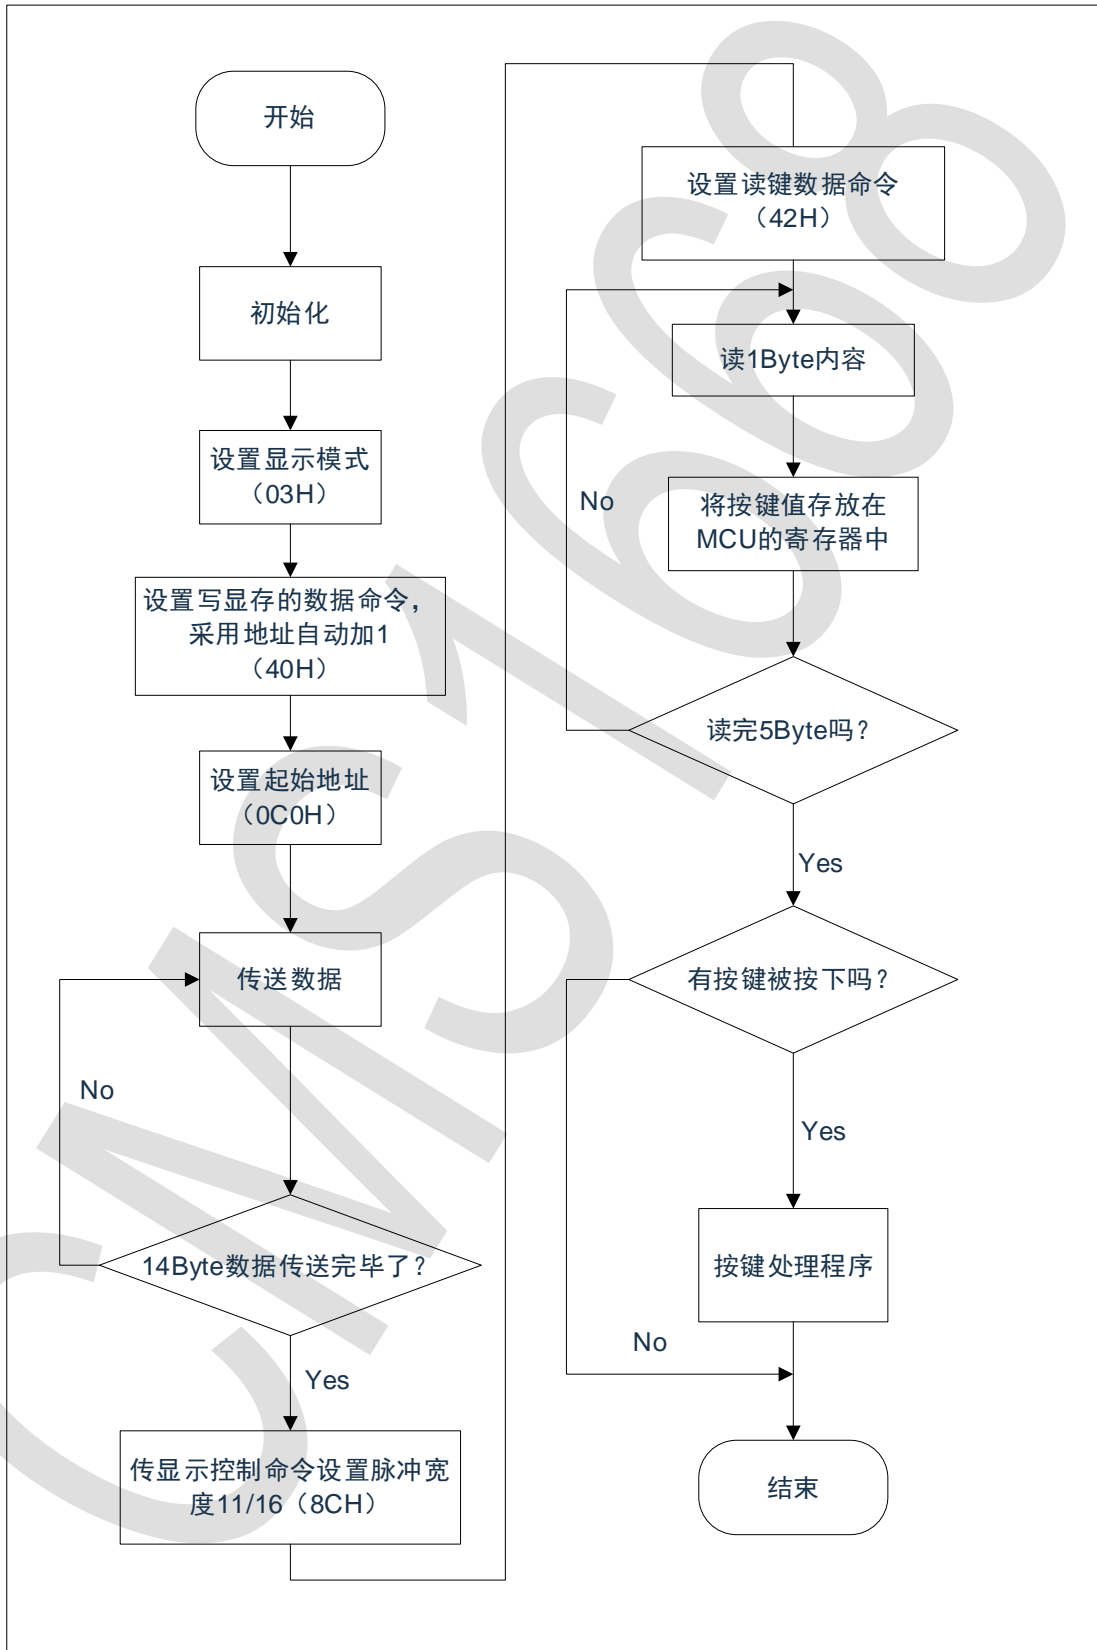 开始
初始化
设置显示模式
（03H）
设置写显存的数据命令，
采用地址自动加1
（40H）
设置起始地址
（0C0H）
传送数据
No
14Byte数据传送完毕了？
Yes
传显示控制命令设置脉冲宽
度11/16（8CH）
设置读键数据命令
（42H）
读1Byte内容
No
将按键值存放在
MCU的寄存器中
读完5Byte吗？
Yes
有按键被按下吗？
Yes
按键处理程序
No
结束
CMS1668